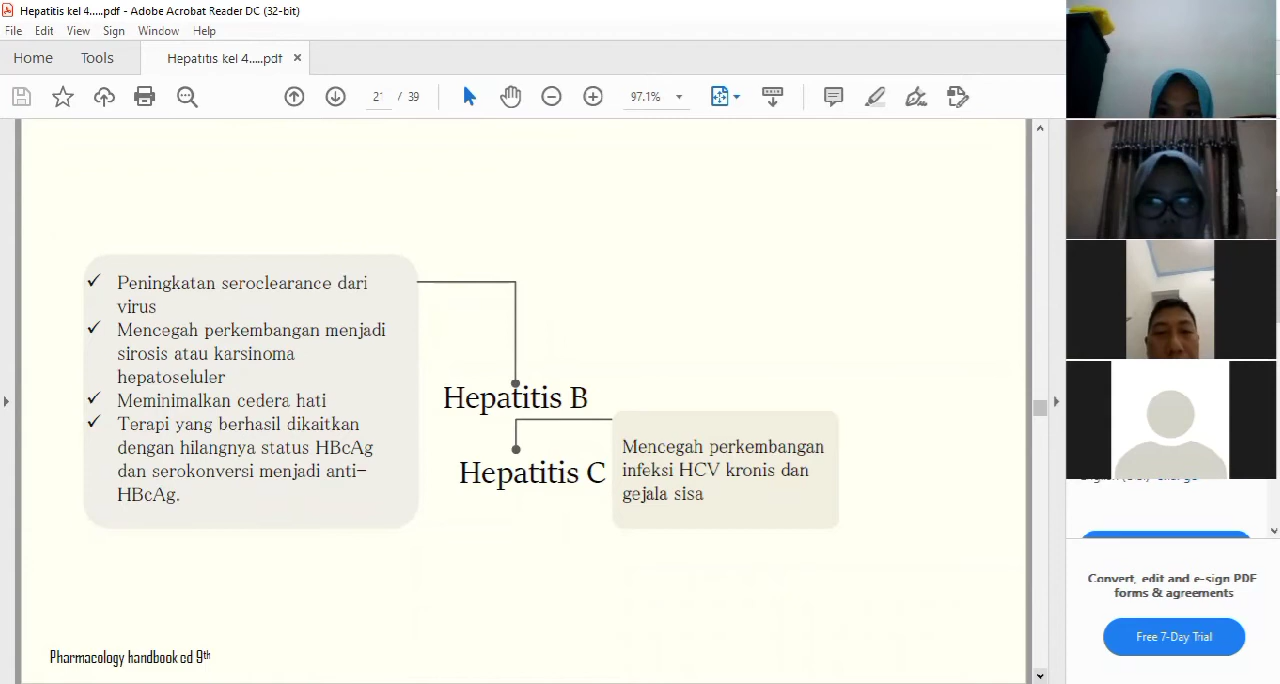 Hepatitis kel 4.....pdf - Adobe Acrobat Reader DC (32-bit)
File Edit View Sign Window Help
Home Tools Hepatitis kel 4.....pdf ×
21 / 39 97.1%
Peningkatan seroclearance dari
virus
Mencegah perkembangan menjadi
sirosis atau karsinoma
hepatoseluler
Meminimalkan cedera hati
Terapi yang berhasil dikaitkan
dengan hilangnya status HBcAg
dan serokonversi menjadi anti-
HBcAg.
Hepatitis B
Hepatitis C
Mencegah perkembangan
infeksi HCV kronis dan
gejala sisa
Pharmacology handbook ed 9th
Convert, edit and e-sign PDF
forms & agreements
Free 7-Day Trial